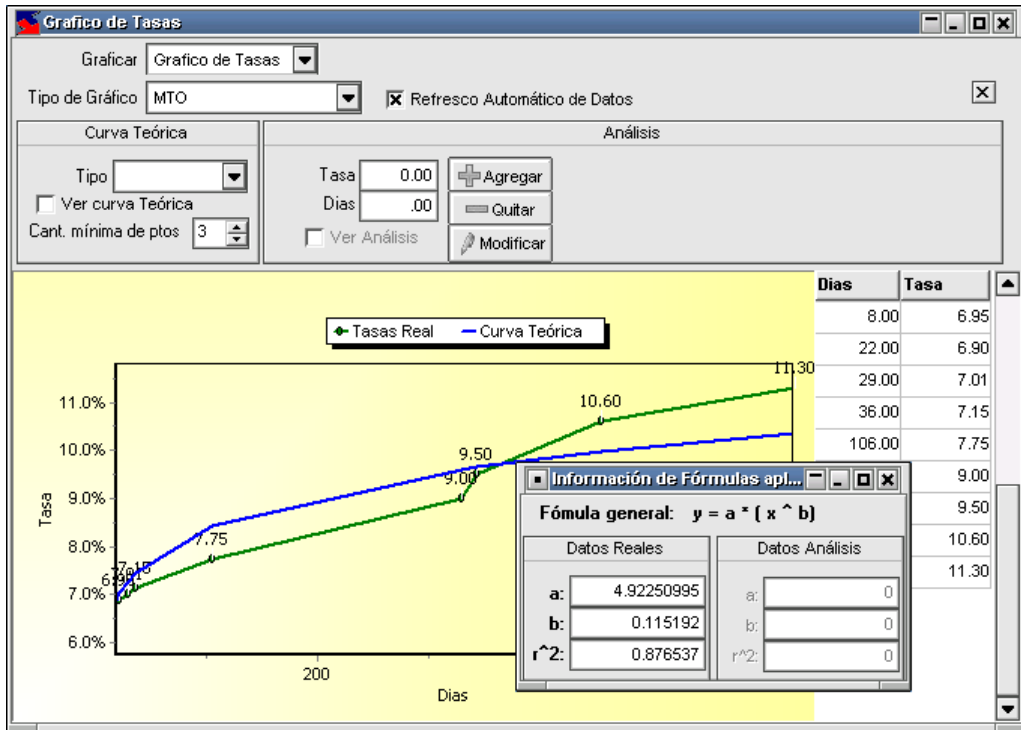 Grafico de Tasas
Graficar Grafico de Tasas
Tipo de Gráfico MTO Refresco Automático de Datos
Curva Teórica
Tipo
Ver curva Teórica
Cant. mínima de ptos 3
Análisis
Tasa 0.00 Agregar
Dias .00 Quitar
Ver Análisis Modificar
Tasas Real Curva Teórica
11.0%
10.0%
9.0%
8.0%
7.0%
6.0%
Tasa
7.15
7.75
9.00
9.50
10.60
11.30
200
Dias
Dias Tasa
8.00 6.95
22.00 6.90
29.00 7.01
36.00 7.15
106.00 7.75
9.00
9.50
10.60
11.30
Información de Fórmulas apl...
Fómula general: y = a * ( x ^ b)
Datos Reales
a: 4.92250995
b: 0.115192
r^2: 0.876537
Datos Análisis
a: 0
b: 0
r^2: 0